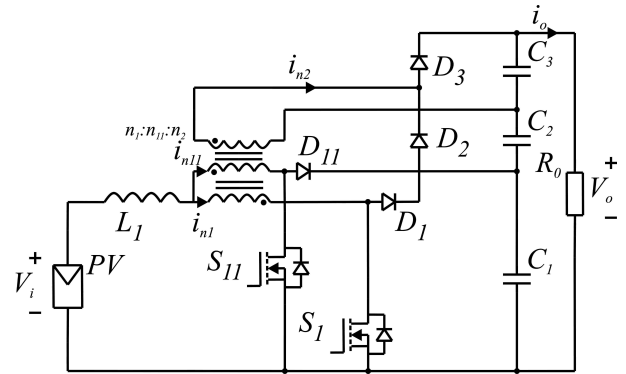 i_o
C_3
D_3
i_n2
n_1:n_11:n_2
C_2
D_2
D_11
i_n11
R_0
+
V_o
−
L_1
i_n1
D_1
+
V_i
−
PV
S_11
C_1
S_1